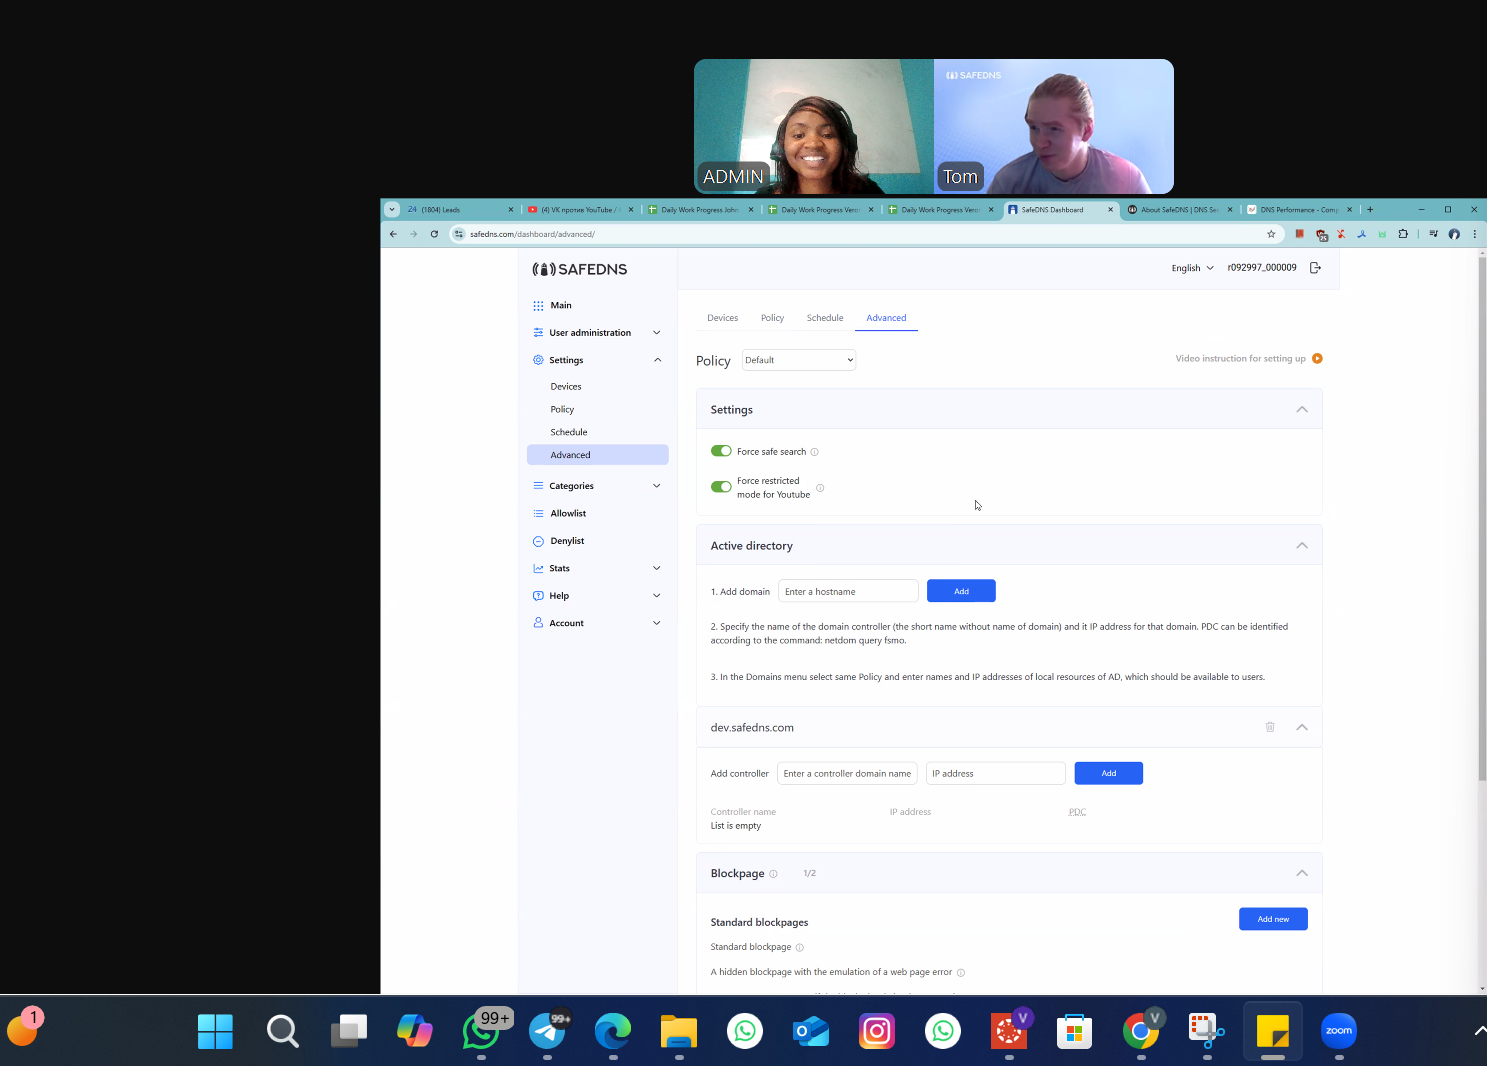 SAFEDNS
ADMIN
Tom
24 (1804) Leads
(4) VK против YouTube /
Daily Work Progress John
Daily Work Progress Vero
Daily Work Progress Vero
SafeDNS Dashboard
About SafeDNS | DNS Se
DNS Performance - Comp
safedns.com/dashboard/advanced/
SAFEDNS
English
r092997_000009
Main
User administration
Settings
Devices
Policy
Schedule
Advanced
Categories
Allowlist
Denylist
Stats
Help
Account
Devices
Policy
Schedule
Advanced
Policy
Default
Video instruction for setting up
Settings
Force safe search
Force restricted
mode for Youtube
Active directory
1. Add domain
Enter a hostname
Add
2. Specify the name of the domain controller (the short name without name of domain) and it IP address for that domain. PDC can be identified
according to the command: netdom query fsmo.
3. In the Domains menu select same Policy and enter names and IP addresses of local resources of AD, which should be available to users.
dev.safedns.com
Add controller
Enter a controller domain name
IP address
Add
Controller name
IP address
PDC
List is empty
Blockpage
1/2
Standard blockpages
Add new
Standard blockpage
A hidden blockpage with the emulation of a web page error
1
99+
99+
V
V
zoom